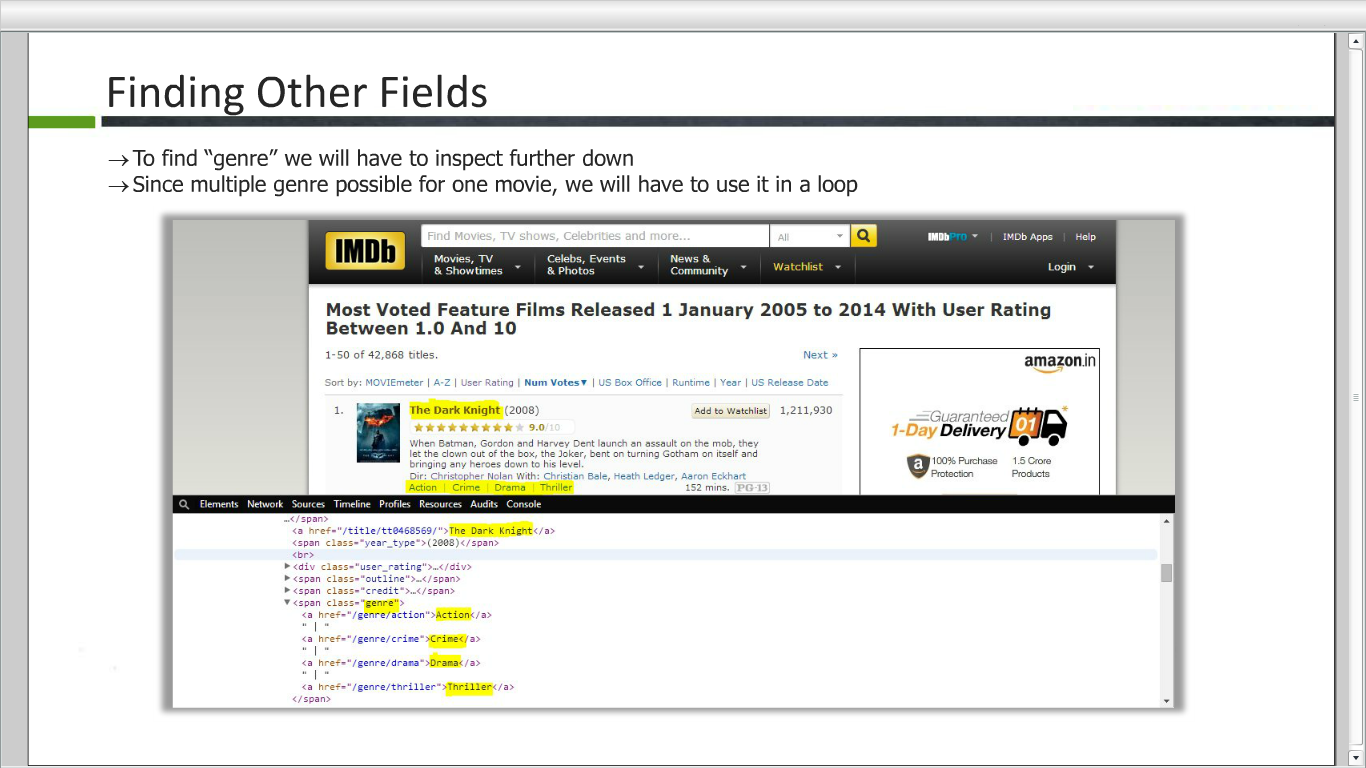 Finding Other Fields
→To find “genre” we will have to inspect further down
→Since multiple genre possible for one movie, we will have to use it in a loop
IMDb
Find Movies, TV shows, Celebrities and more...
All
IMDbPro
|
IMDb Apps
|
Help
Movies, TV
& Showtimes
Celebs, Events
& Photos
News &
Community
Watchlist
Login
Most Voted Feature Films Released 1 January 2005 to 2014 With User Rating
Between 1.0 And 10
1-50 of 42,868 titles.
Next »
Sort by: MOVIEmeter | A-Z | User Rating | Num Votes▼ | US Box Office | Runtime | Year | US Release Date
1.
The Dark Knight (2008)
Add to Watchlist
1,211,930
9.0/10
When Batman, Gordon and Harvey Dent launch an assault on the mob, they
let the clown out of the box, the Joker, bent on turning Gotham on itself and
bringing any heroes down to his level.
Dir: Christopher Nolan With: Christian Bale, Heath Ledger, Aaron Eckhart
Action | Crime | Drama | Thriller
152 mins. PG-13
amazon.in
Guaranteed
1-Day Delivery
01
a
100% Purchase
Protection
1.5 Crore
Products
Elements Network Sources Timeline Profiles Resources Audits Console
…</span>
<a href="/title/tt0468569/">The Dark Knight</a>
<span class="year_type">(2008)</span>
<br>
<div class="user_rating">…</div>
<span class="outline">…</span>
<span class="credit">…</span>
<span class="genre">
<a href="/genre/action">Action</a>
" | "
<a href="/genre/crime">Crime</a>
" | "
<a href="/genre/drama">Drama</a>
" | "
<a href="/genre/thriller">Thriller</a>
</span>